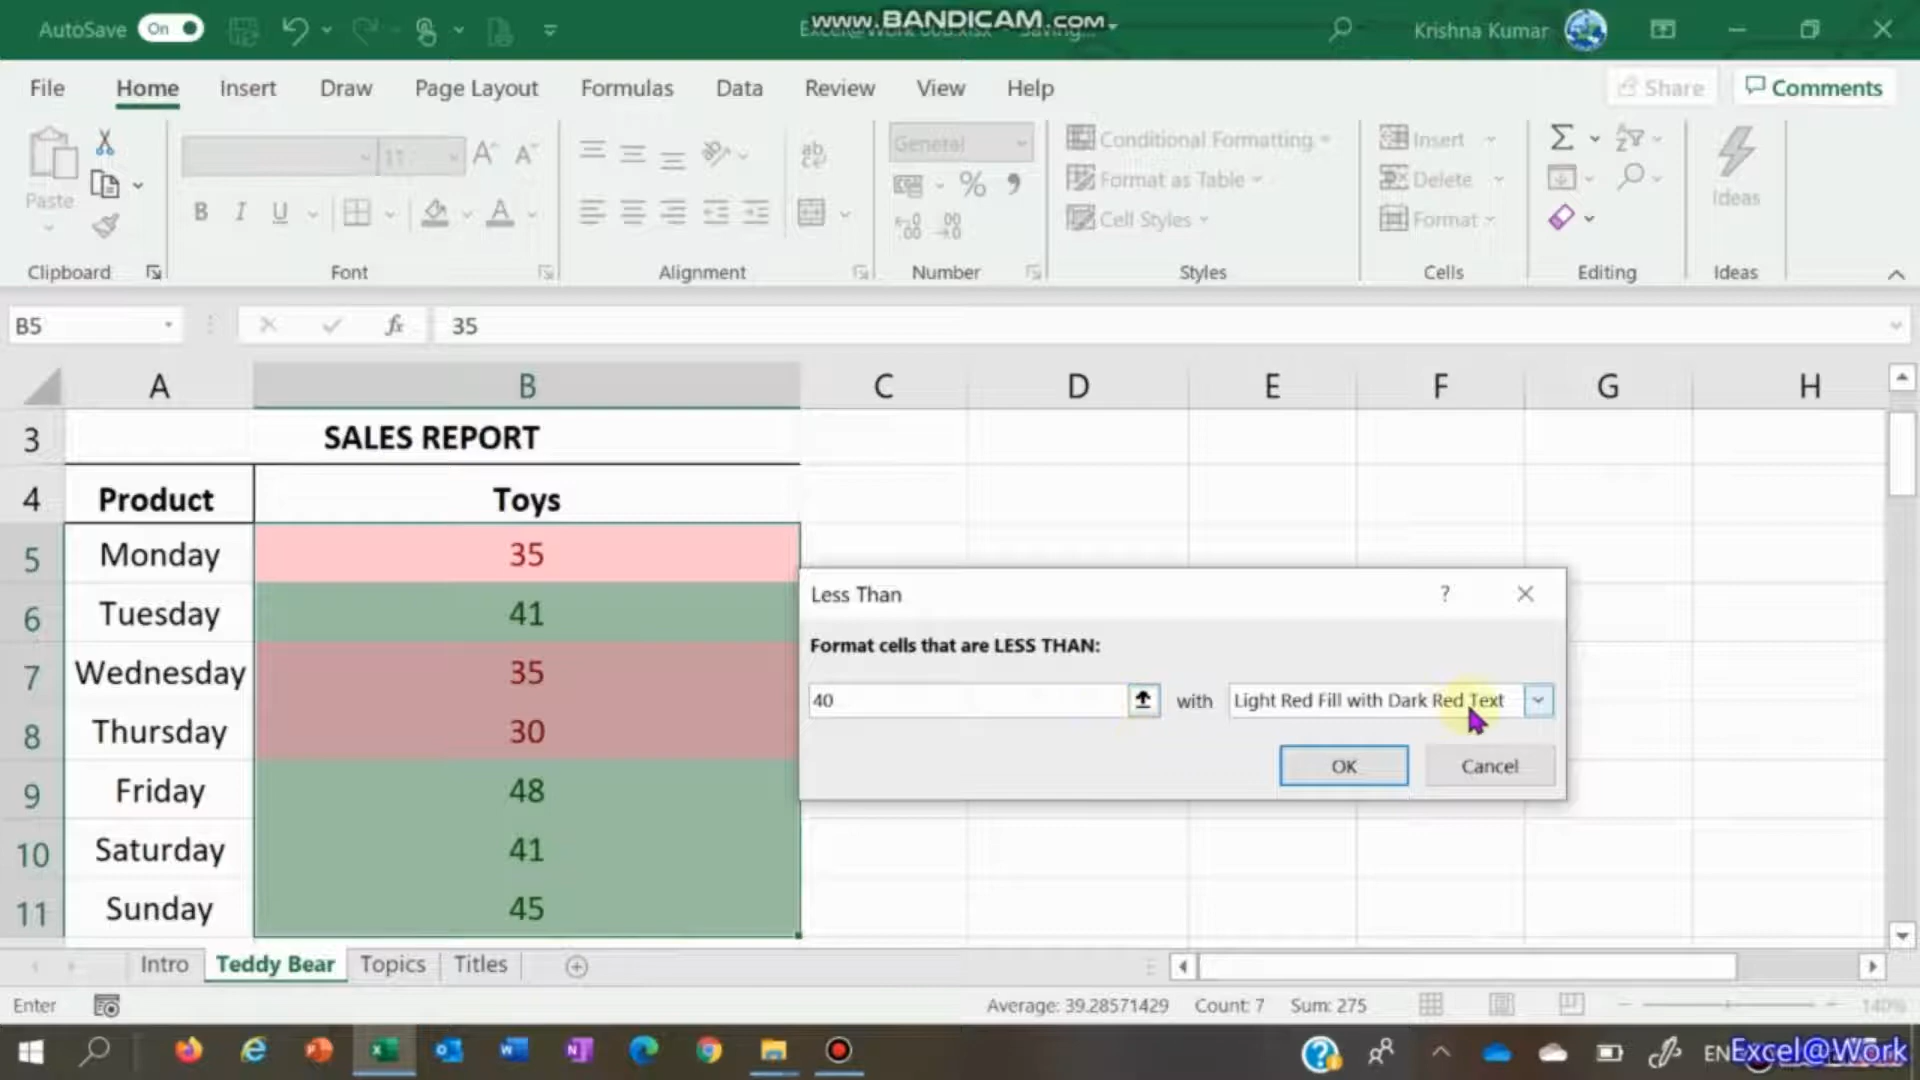 AutoSave On
www.BANDICAM.com
Saving...
Krishna Kumar
File Home Insert Draw Page Layout Formulas Data Review View Help Share Comments
Paste
11
General
Conditional Formatting
Format as Table
Cell Styles
Insert
Delete
Format
Ideas
Clipboard Font Alignment Number Styles Cells Editing Ideas
B5 fx 35
A B C D E F G H
3 SALES REPORT
4 Product Toys
5 Monday 35
6 Tuesday 41
7 Wednesday 35
8 Thursday 30
9 Friday 48
10 Saturday 41
11 Sunday 45
Less Than ?
Format cells that are LESS THAN:
40 with Light Red Fill with Dark Red Text
OK Cancel
Intro Teddy Bear Topics Titles
Enter Average: 39.28571429 Count: 7 Sum: 275 140%
EN Excel@Work